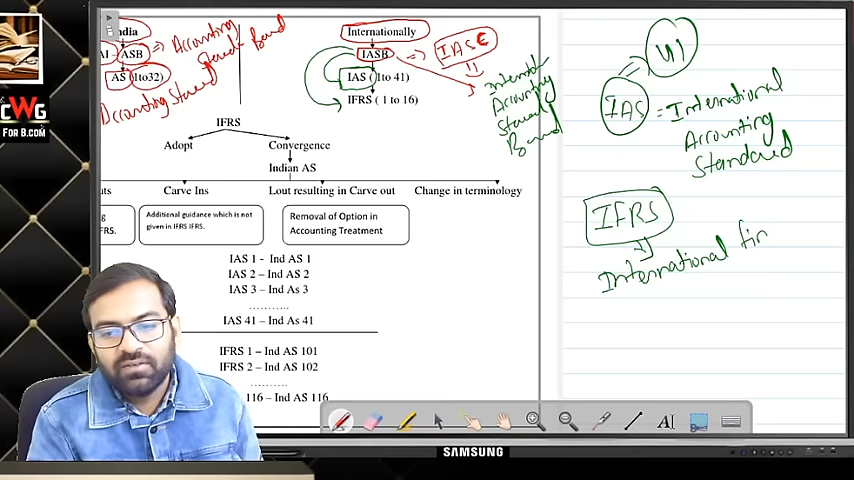 India
Internationally
AI - ASB => Accounting
Standard Board
IASB
IASC
AS (1to32)
IAS ( 1to 41)
Accounting Standard
IFRS ( 1 to 16)
Accounting
Standard
Board
IFRS
Adopt
Convergence
Indian AS
uts
Carve Ins
Lout resulting in Carve out
Change in terminology
g
FRS.
Additional guidance which is not
given in IFRS IFRS.
Removal of Option in
Accounting Treatment
IAS 1 - Ind AS 1
IAS 2 – Ind AS 2
IAS 3 – Ind As 3
..........
IAS 41 – Ind As 41
IFRS 1 – Ind AS 101
IFRS 2 – Ind AS 102
..........
116 – Ind AS 116
IAS = International
Accounting
Standard
IFRS
International fin
CWG
FOR B.COM
AI
SAMSUNG